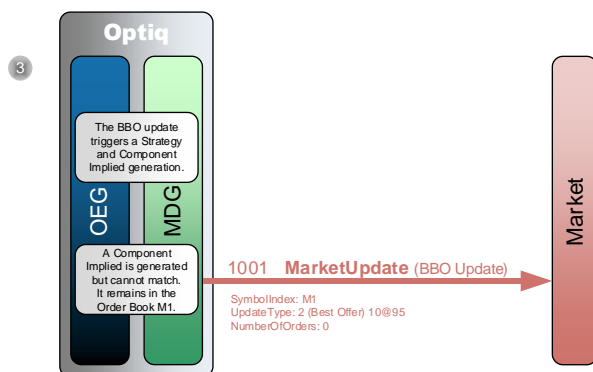 Optiq
3
The BBO update
triggers a Strategy
and Component
Implied generation.
OEG
MDG
Market
A Component
Implied is generated
but cannot match.
It remains in the
Order Book M1.
1001 MarketUpdate (BBO Update)
SymbolIndex: M1
UpdateType: 2 (Best Offer) 10@95
NumberOfOrders: 0